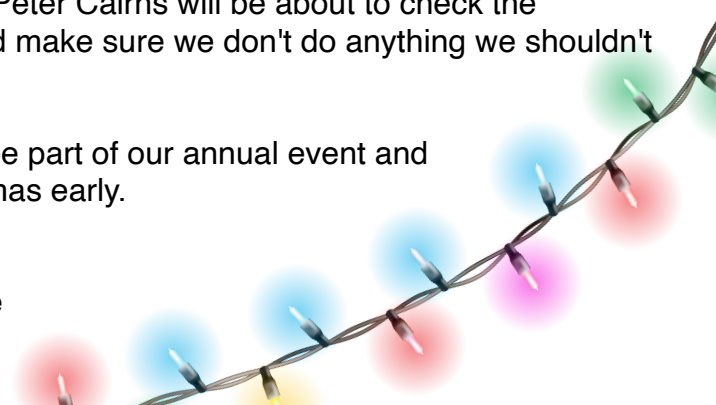 Peter Cairns will be about to check the
d make sure we don't do anything we shouldn't
e part of our annual event and
nas early.
e